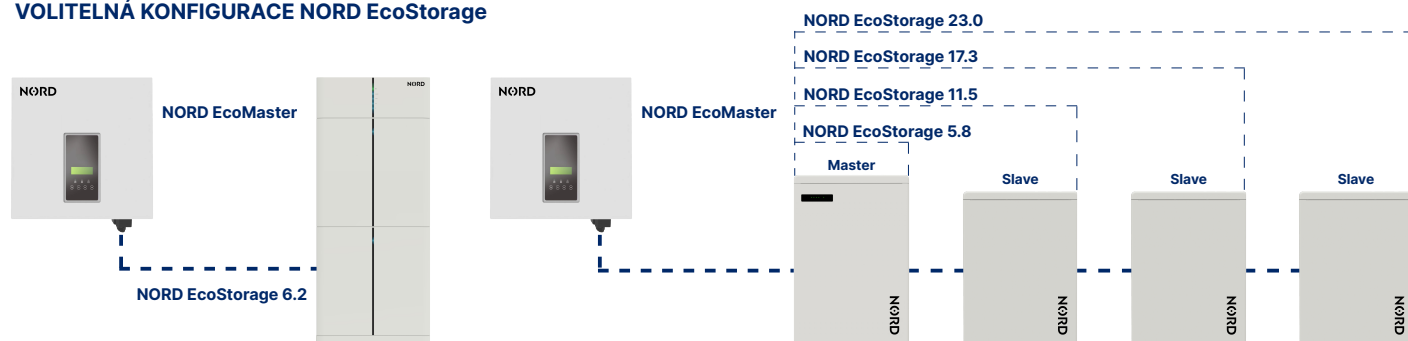 VOLITELNÁ KONFIGURACE NORD EcoStorage
NORD
NORD EcoMaster
NORD
NORD EcoStorage 6.2
NORD
NORD EcoMaster
NORD EcoStorage 23.0
NORD EcoStorage 17.3
NORD EcoStorage 11.5
NORD EcoStorage 5.8
Master
Slave
Slave
Slave
NORD
NORD
NORD
NORD